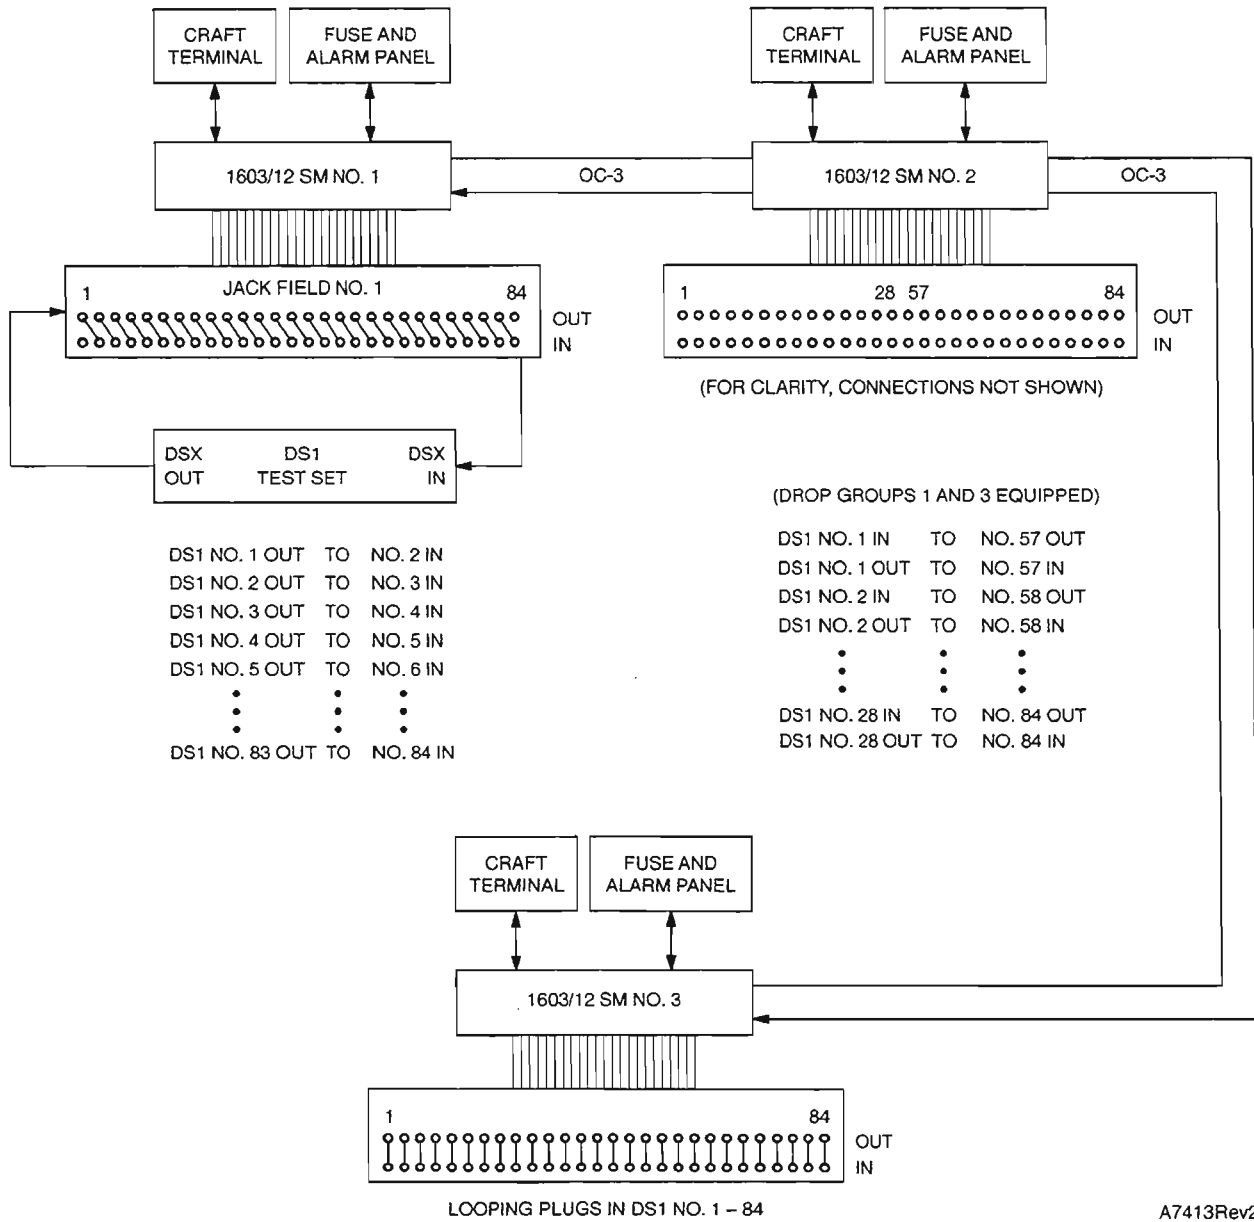 CRAFT TERMINAL
FUSE AND ALARM PANEL
CRAFT TERMINAL
FUSE AND ALARM PANEL
1603/12 SM NO. 1
OC-3
1603/12 SM NO. 2
OC-3
JACK FIELD NO. 1
1 84
OUT
IN
1 28 57 84
OUT
IN
(FOR CLARITY, CONNECTIONS NOT SHOWN)
DSX OUT
DS1 TEST SET
DSX IN
DS1 NO. 1 OUT TO NO. 2 IN
DS1 NO. 2 OUT TO NO. 3 IN
DS1 NO. 3 OUT TO NO. 4 IN
DS1 NO. 4 OUT TO NO. 5 IN
DS1 NO. 5 OUT TO NO. 6 IN
DS1 NO. 83 OUT TO NO. 84 IN
(DROP GROUPS 1 AND 3 EQUIPPED)
DS1 NO. 1 IN TO NO. 57 OUT
DS1 NO. 1 OUT TO NO. 57 IN
DS1 NO. 2 IN TO NO. 58 OUT
DS1 NO. 2 OUT TO NO. 58 IN
DS1 NO. 28 IN TO NO. 84 OUT
DS1 NO. 28 OUT TO NO. 84 IN
CRAFT TERMINAL
FUSE AND ALARM PANEL
1603/12 SM NO. 3
1 84
OUT
IN
LOOPING PLUGS IN DS1 NO. 1 – 84
A7413Rev2